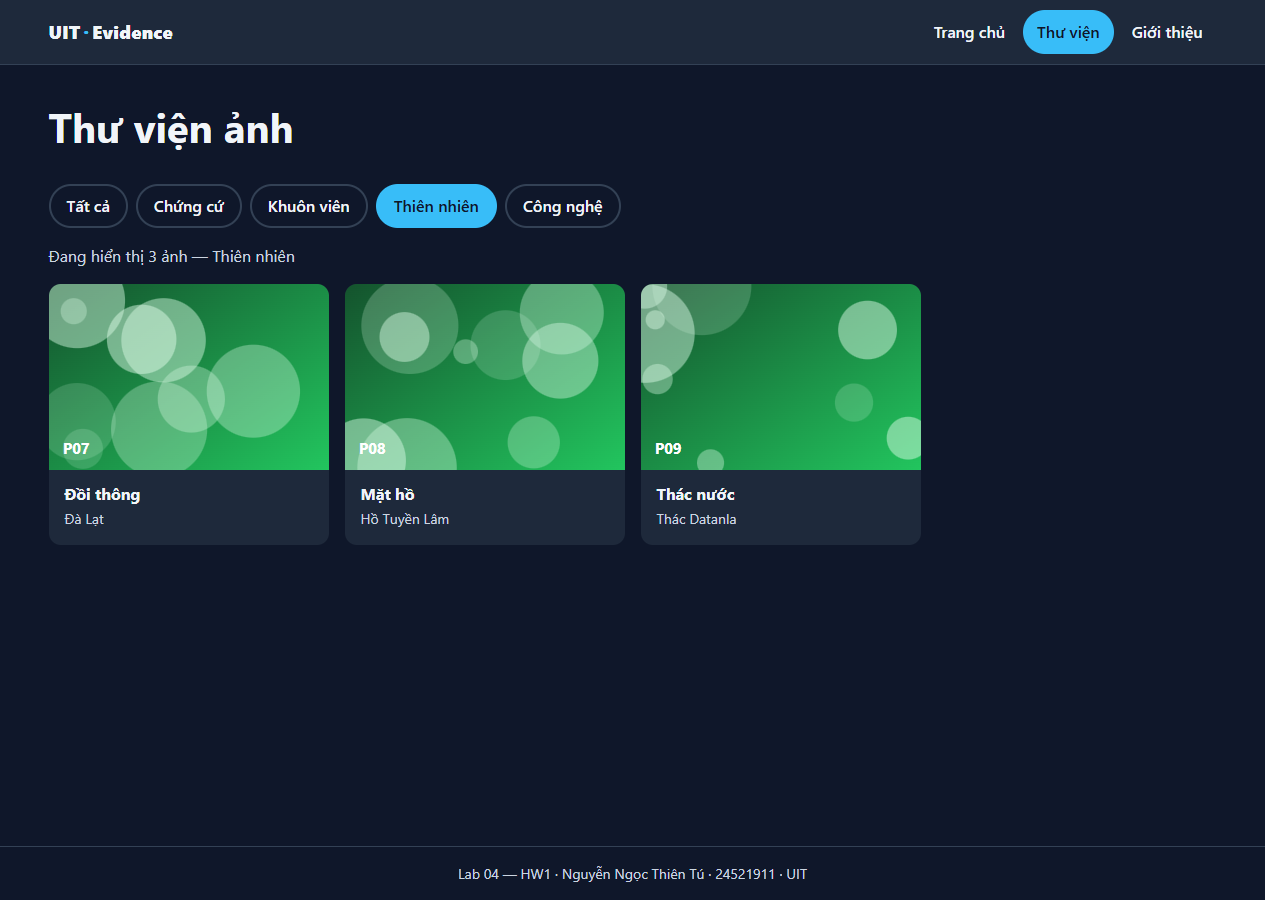 UIT · Evidence
Trang chủ Thư viện Giới thiệu
Thư viện ảnh
Tất cả Chứng cứ Khuôn viên Thiên nhiên Công nghệ
Đang hiển thị 3 ảnh — Thiên nhiên
P07 P08 P09
Đồi thông Mặt hồ Thác nước
Đà Lạt Hồ Tuyền Lâm Thác Datanla
Lab 04 — HW1 · Nguyễn Ngọc Thiên Tú · 24521911 · UIT